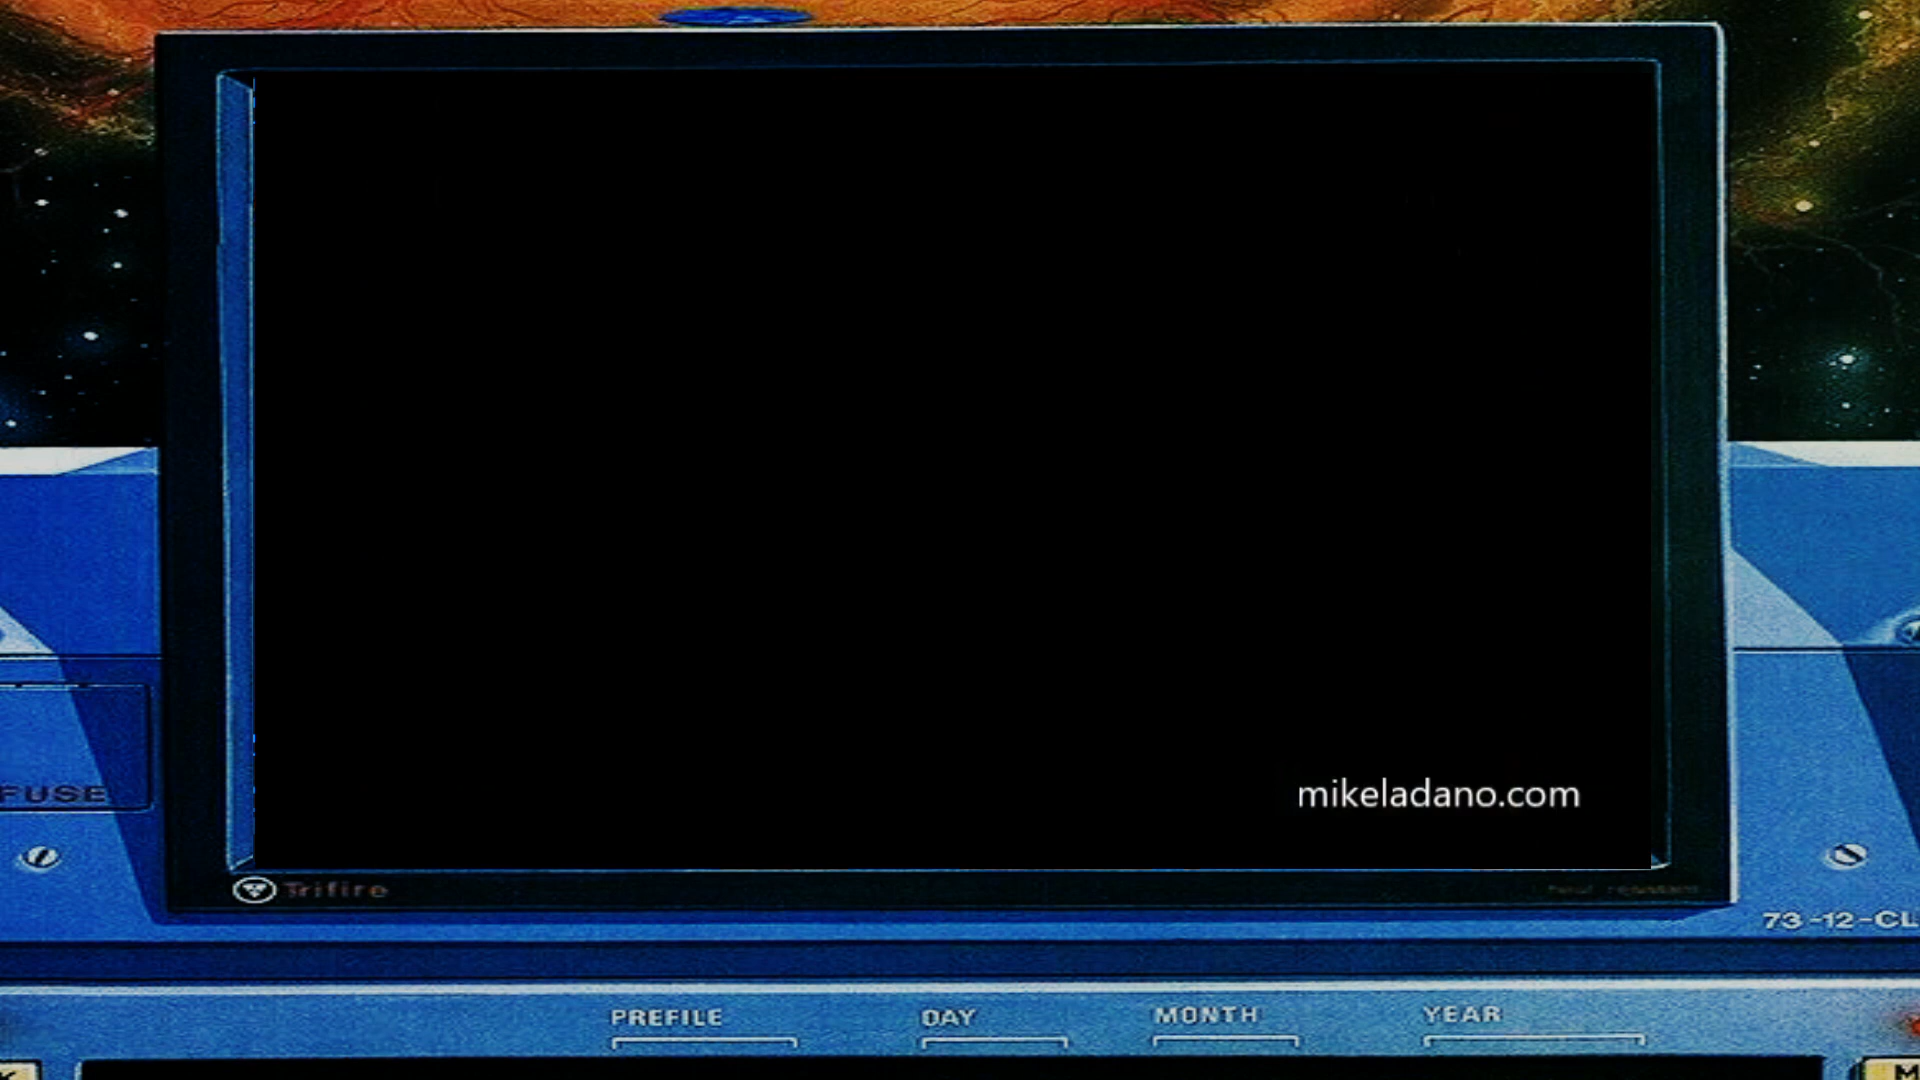 mikeladano.com
FUSE
Trifire
73-12-CL
PREFILE DAY MONTH YEAR